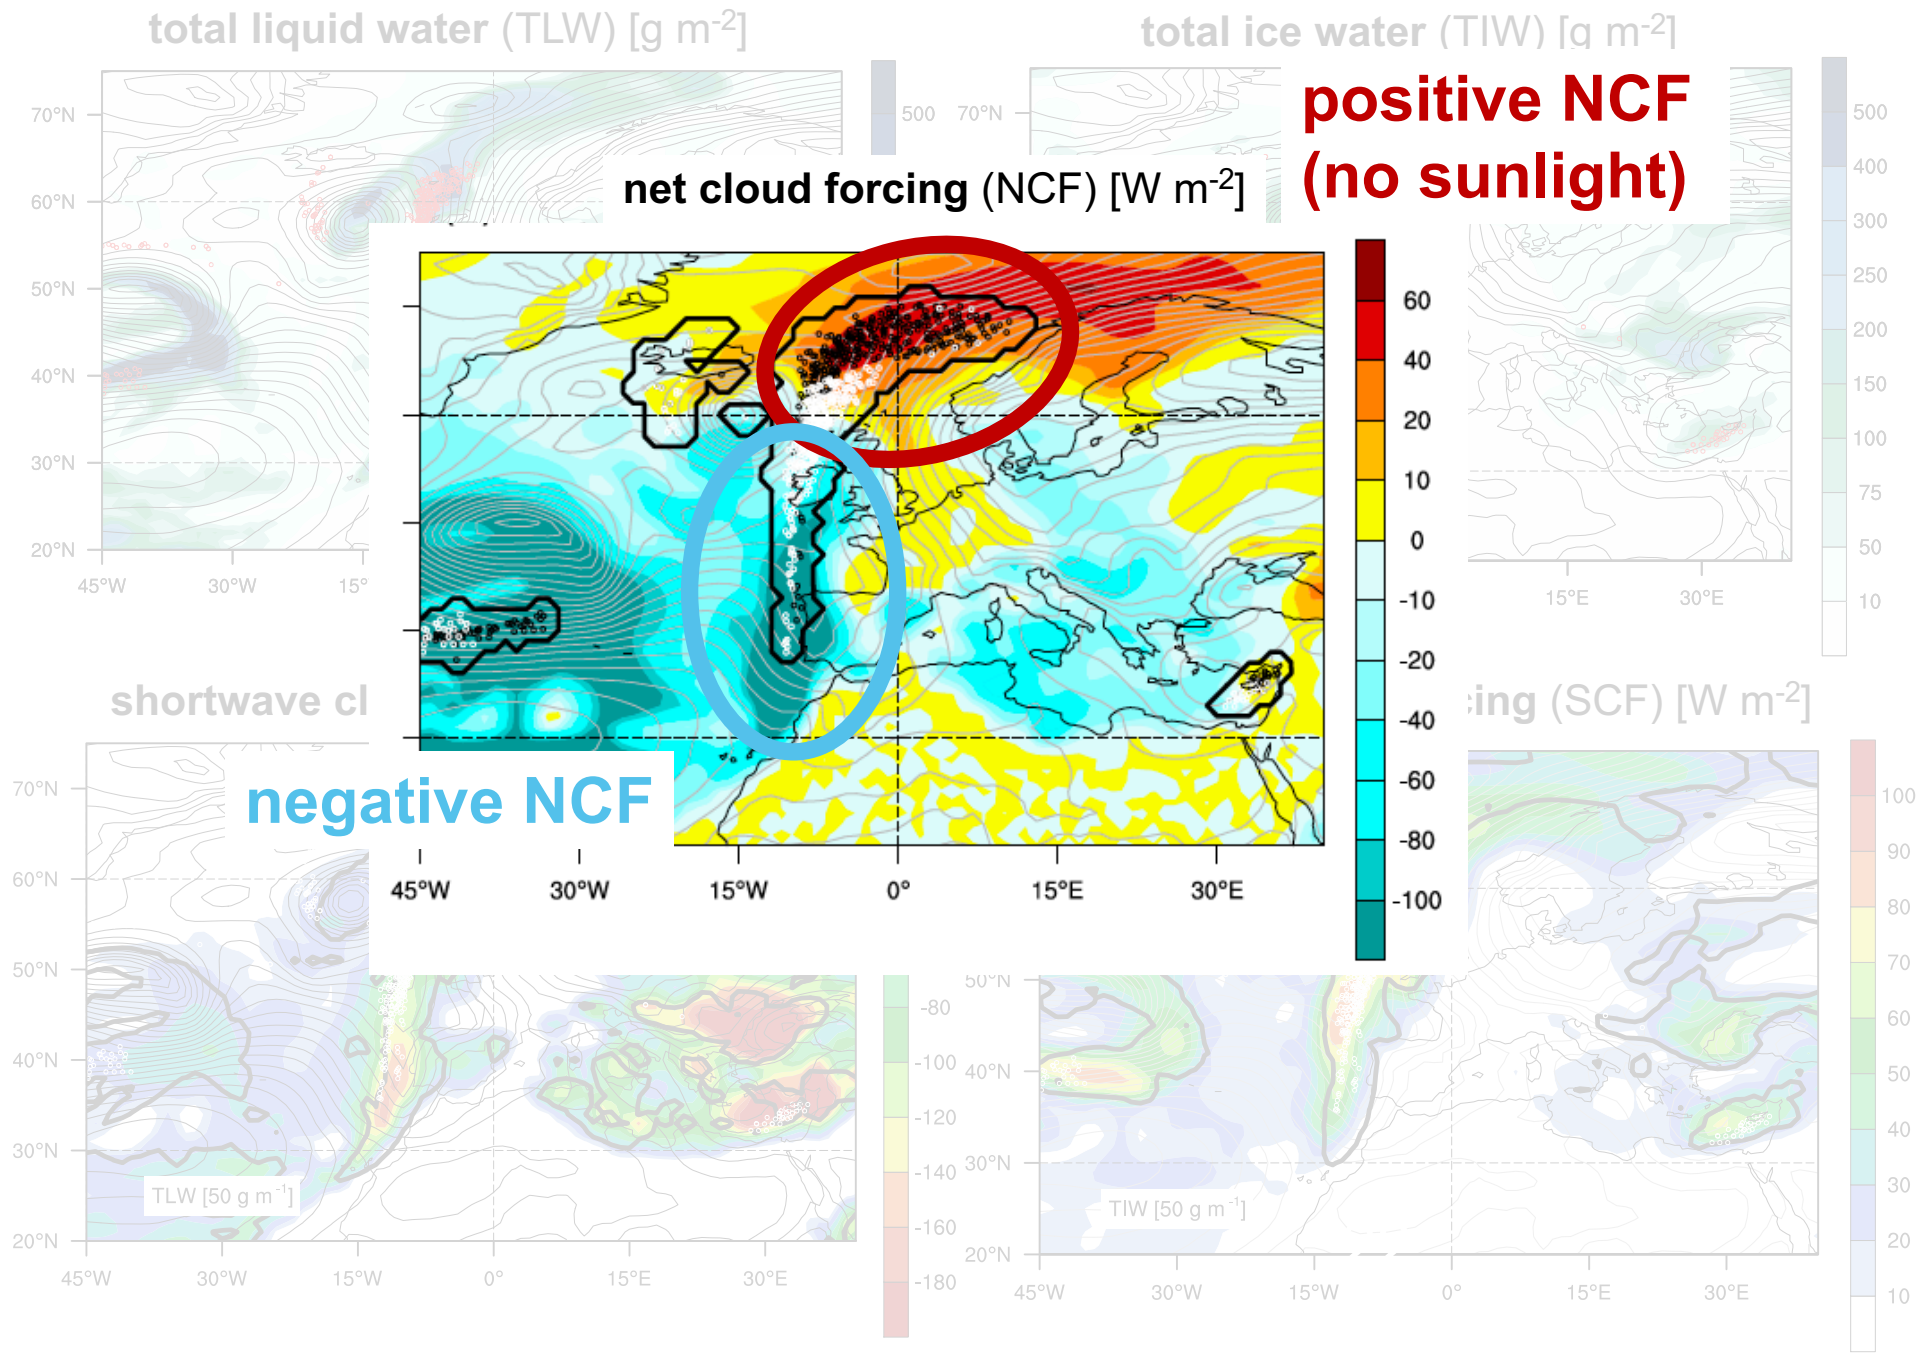 total liquid water (TLW) [g m-2]
total ice water (TIW) [g m-2]
positive NCF
(no sunlight)
net cloud forcing (NCF) [W m-2]
70°N
60°N
50°N
40°N
30°N
20°N
45°W
30°W
15°
500
70°N
500
400
300
250
200
150
100
75
50
10
15°E
30°E
60
40
20
10
0
-10
-20
-40
-60
-80
-100
45°W
30°W
15°W
0°
15°E
30°E
negative NCF
shortwave cl
cing (SCF) [W m-2]
70°N
60°N
50°N
40°N
30°N
20°N
TLW [50 g m-1]
45°W
30°W
15°W
0°
15°E
30°E
-80
-100
-120
-140
-160
-180
50°N
40°N
30°N
20°N
TIW [50 g m-1]
45°W
30°W
15°W
0°
15°E
30°E
100
90
80
70
60
50
40
30
20
10